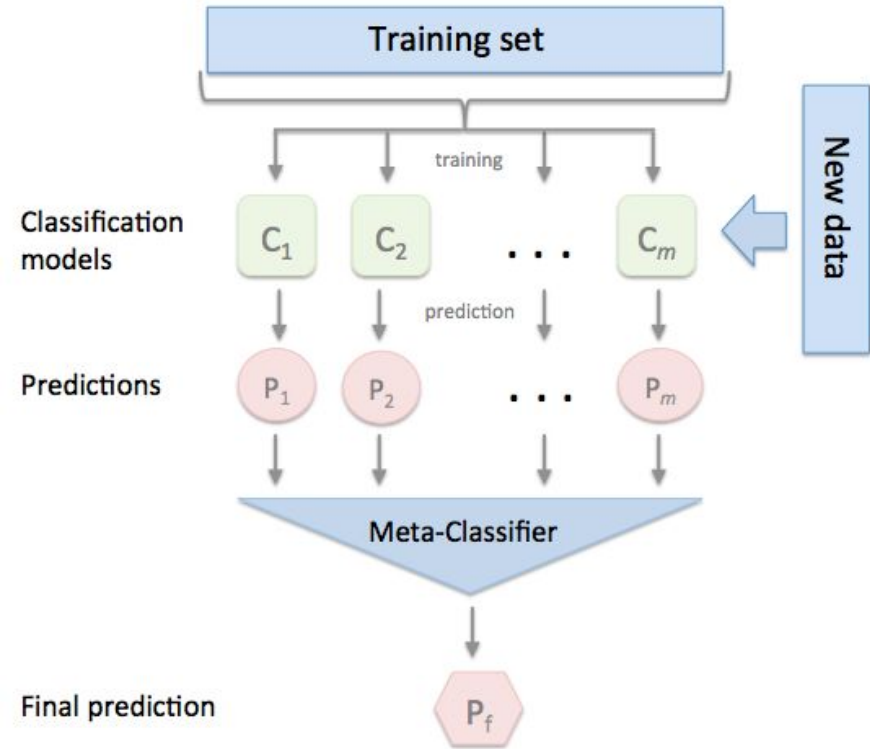 Training set
training
New data
Classification
models
C1
C2
. . .
Cm
prediction
Predictions
P1
P2
. . .
Pm
Meta-Classifier
Final prediction
Pf